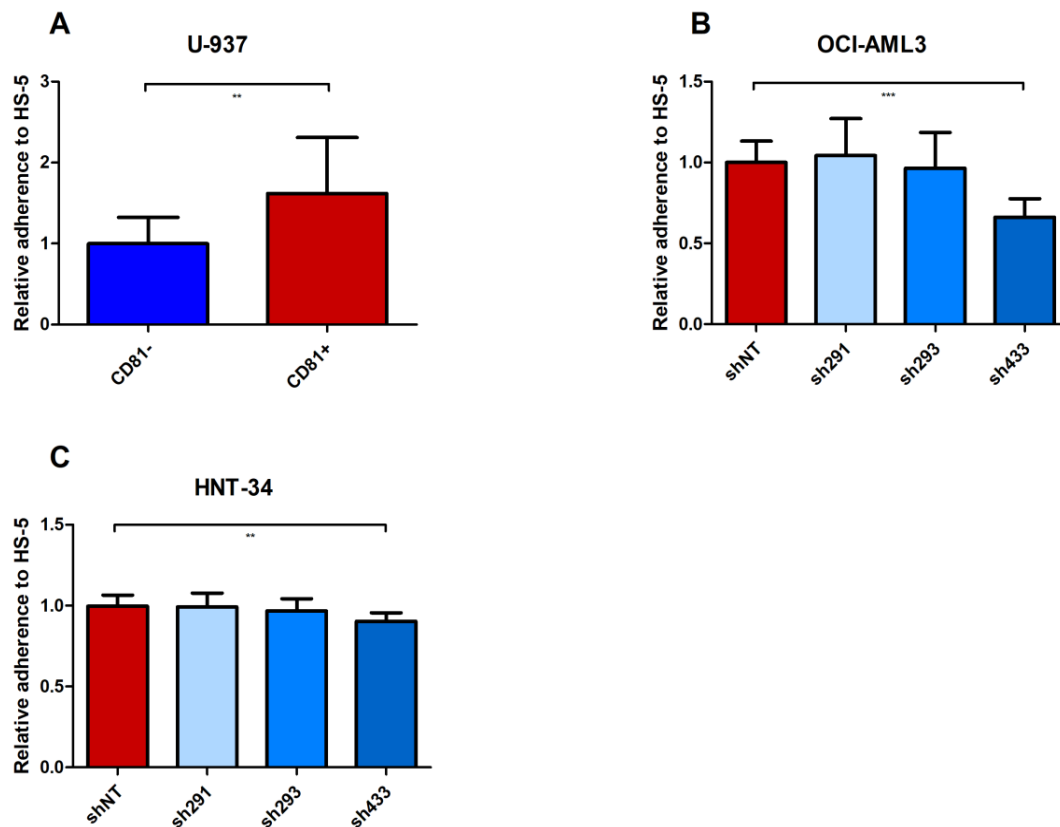 A
U-937
Relative adherence to HS-5
3
2
1
0
**
CD81-
CD81+
B
OCI-AML3
Relative adherence to HS-5
1.5
1.0
0.5
0.0
***
shNT
sh291
sh293
sh433
C
HNT-34
Relative adherence to HS-5
1.5
1.0
0.5
0.0
**
shNT
sh291
sh293
sh433